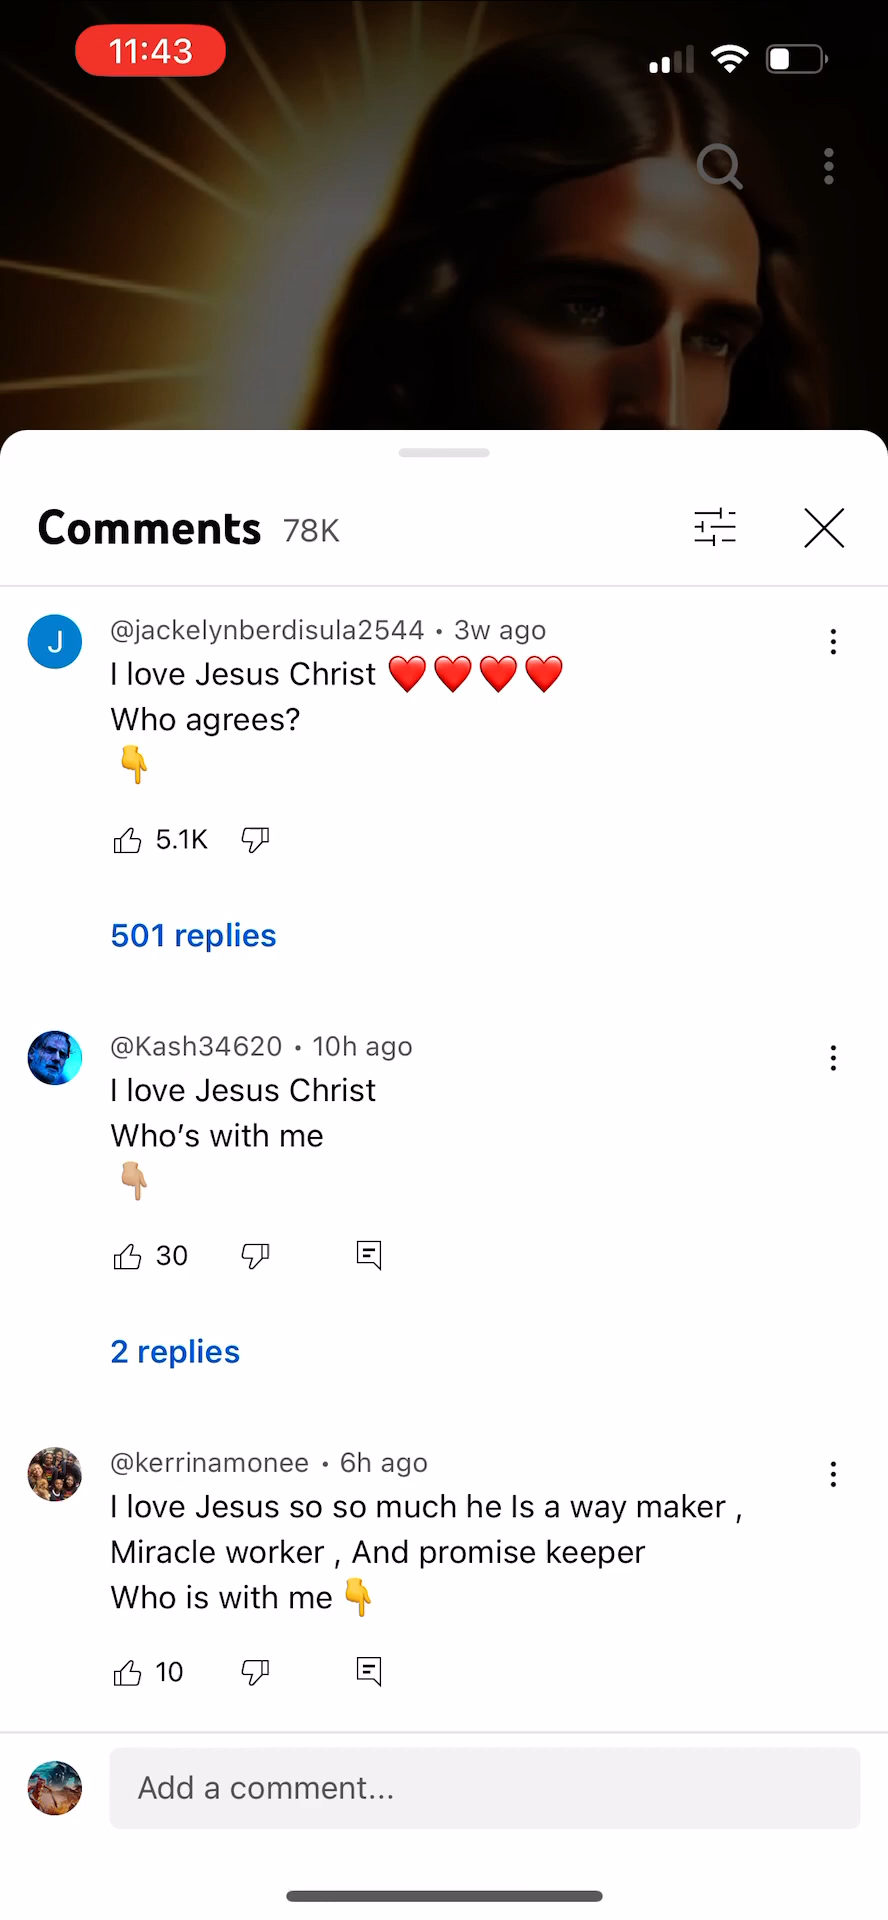 11:43
Comments 78K
J
@jackelynberdisula2544 • 3w ago
I love Jesus Christ ❤️❤️❤️❤️
Who agrees?
👇
5.1K
501 replies
@Kash34620 • 10h ago
I love Jesus Christ
Who's with me
👇🏼
30
2 replies
@kerrinamonee • 6h ago
I love Jesus so so much he Is a way maker ,
Miracle worker , And promise keeper
Who is with me 👇
10
Add a comment...